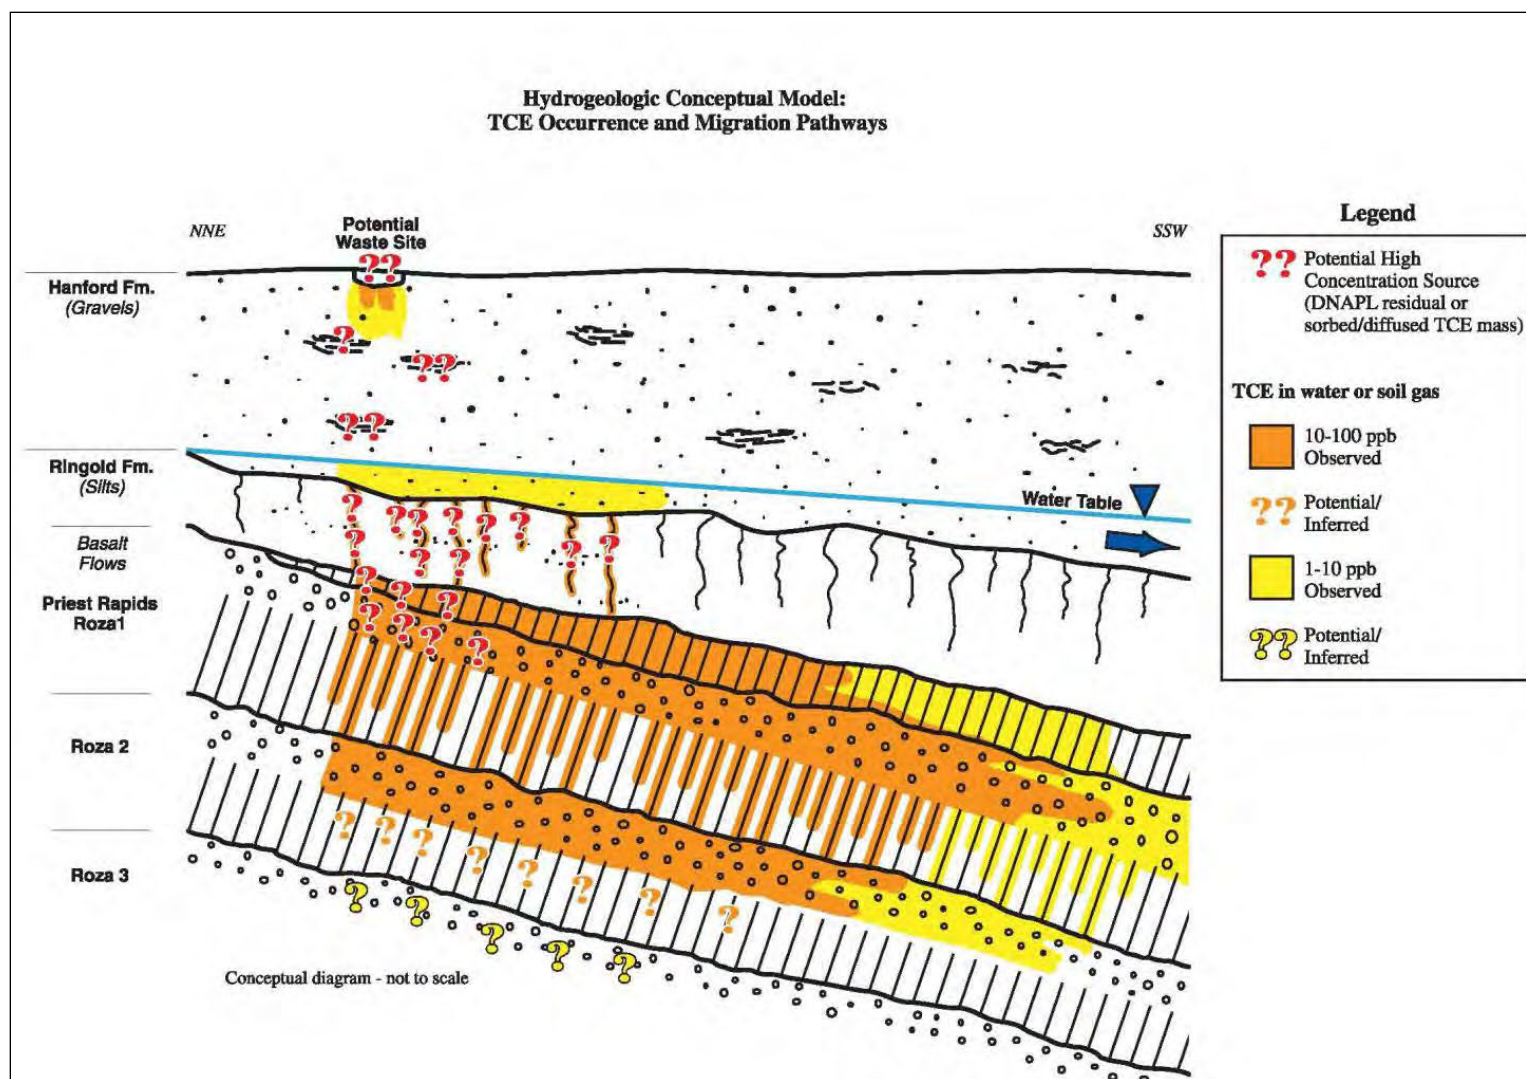 Hydrogeologic Conceptual Model:
TCE Occurrence and Migration Pathways
NNE
Potential
Waste Site
SSW
Hanford Fm.
(Gravels)
Ringold Fm.
(Silts)
Water Table
Basalt
Flows
Priest Rapids
Roza1
Roza 2
Roza 3
Conceptual diagram - not to scale
Legend
?? Potential High
Concentration Source
(DNAPL residual or
sorbed/diffused TCE mass)
TCE in water or soil gas
10-100 ppb
Observed
?? Potential/
Inferred
1-10 ppb
Observed
?? Potential/
Inferred